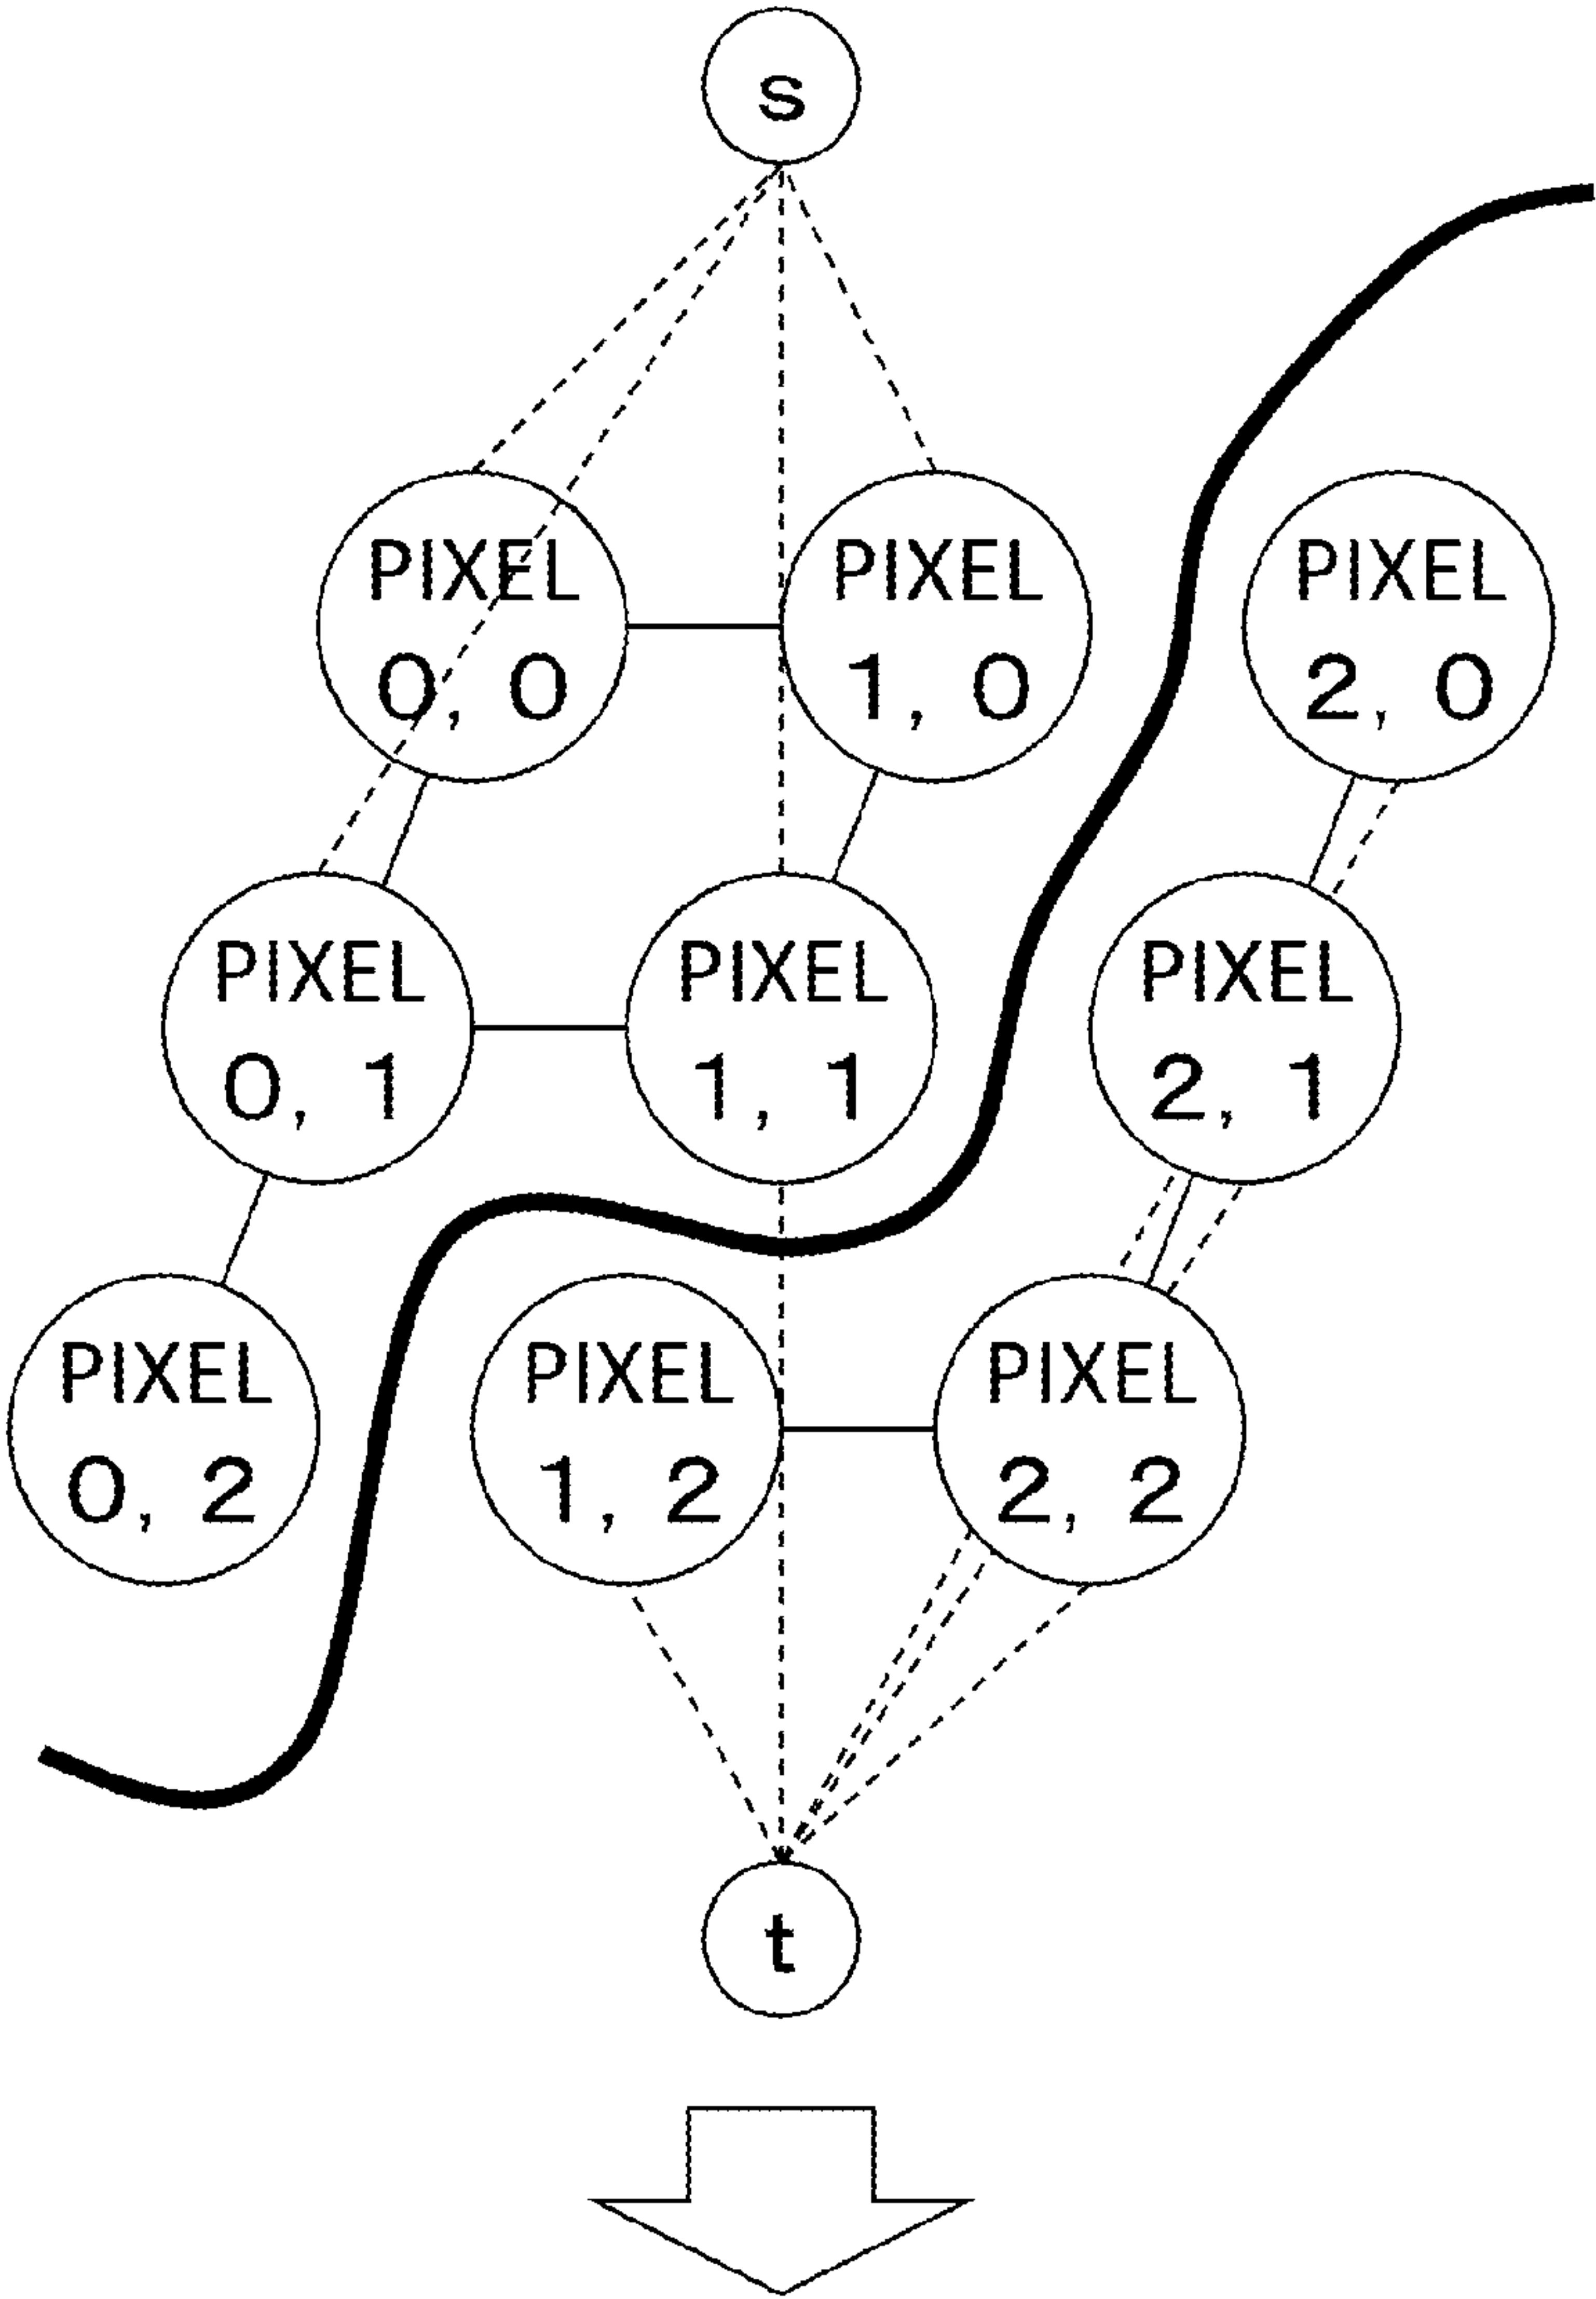 s
PIXEL
0, 0
PIXEL
1, 0
PIXEL
2, 0
PIXEL
0, 1
PIXEL
1, 1
PIXEL
2, 1
PIXEL
0, 2
PIXEL
1, 2
PIXEL
2, 2
t